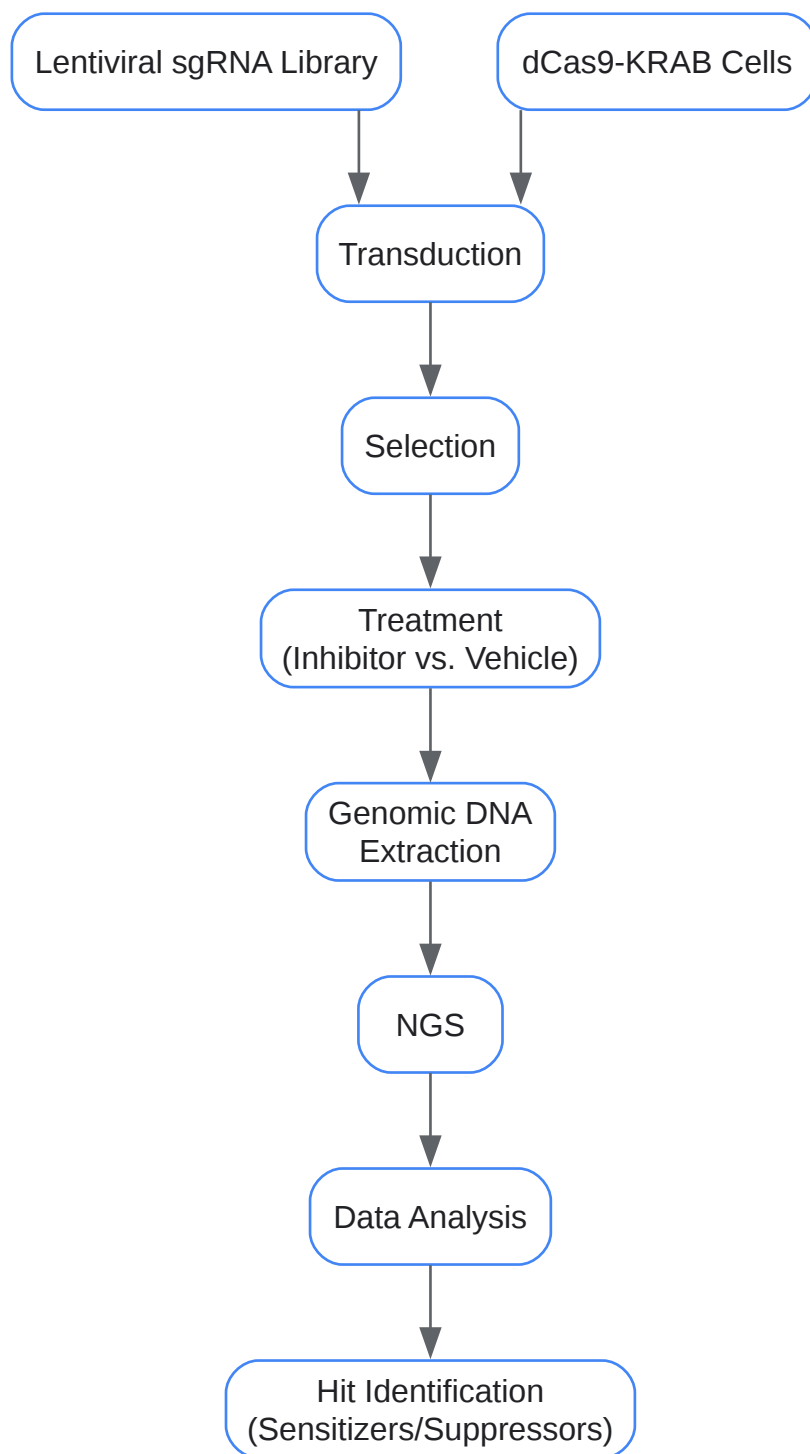 Lentiviral sgRNA Library
dCas9-KRAB Cells
Transduction
Selection
Treatment
(Inhibitor vs. Vehicle)
Genomic DNA
Extraction
NGS
Data Analysis
Hit Identification
(Sensitizers/Suppressors)